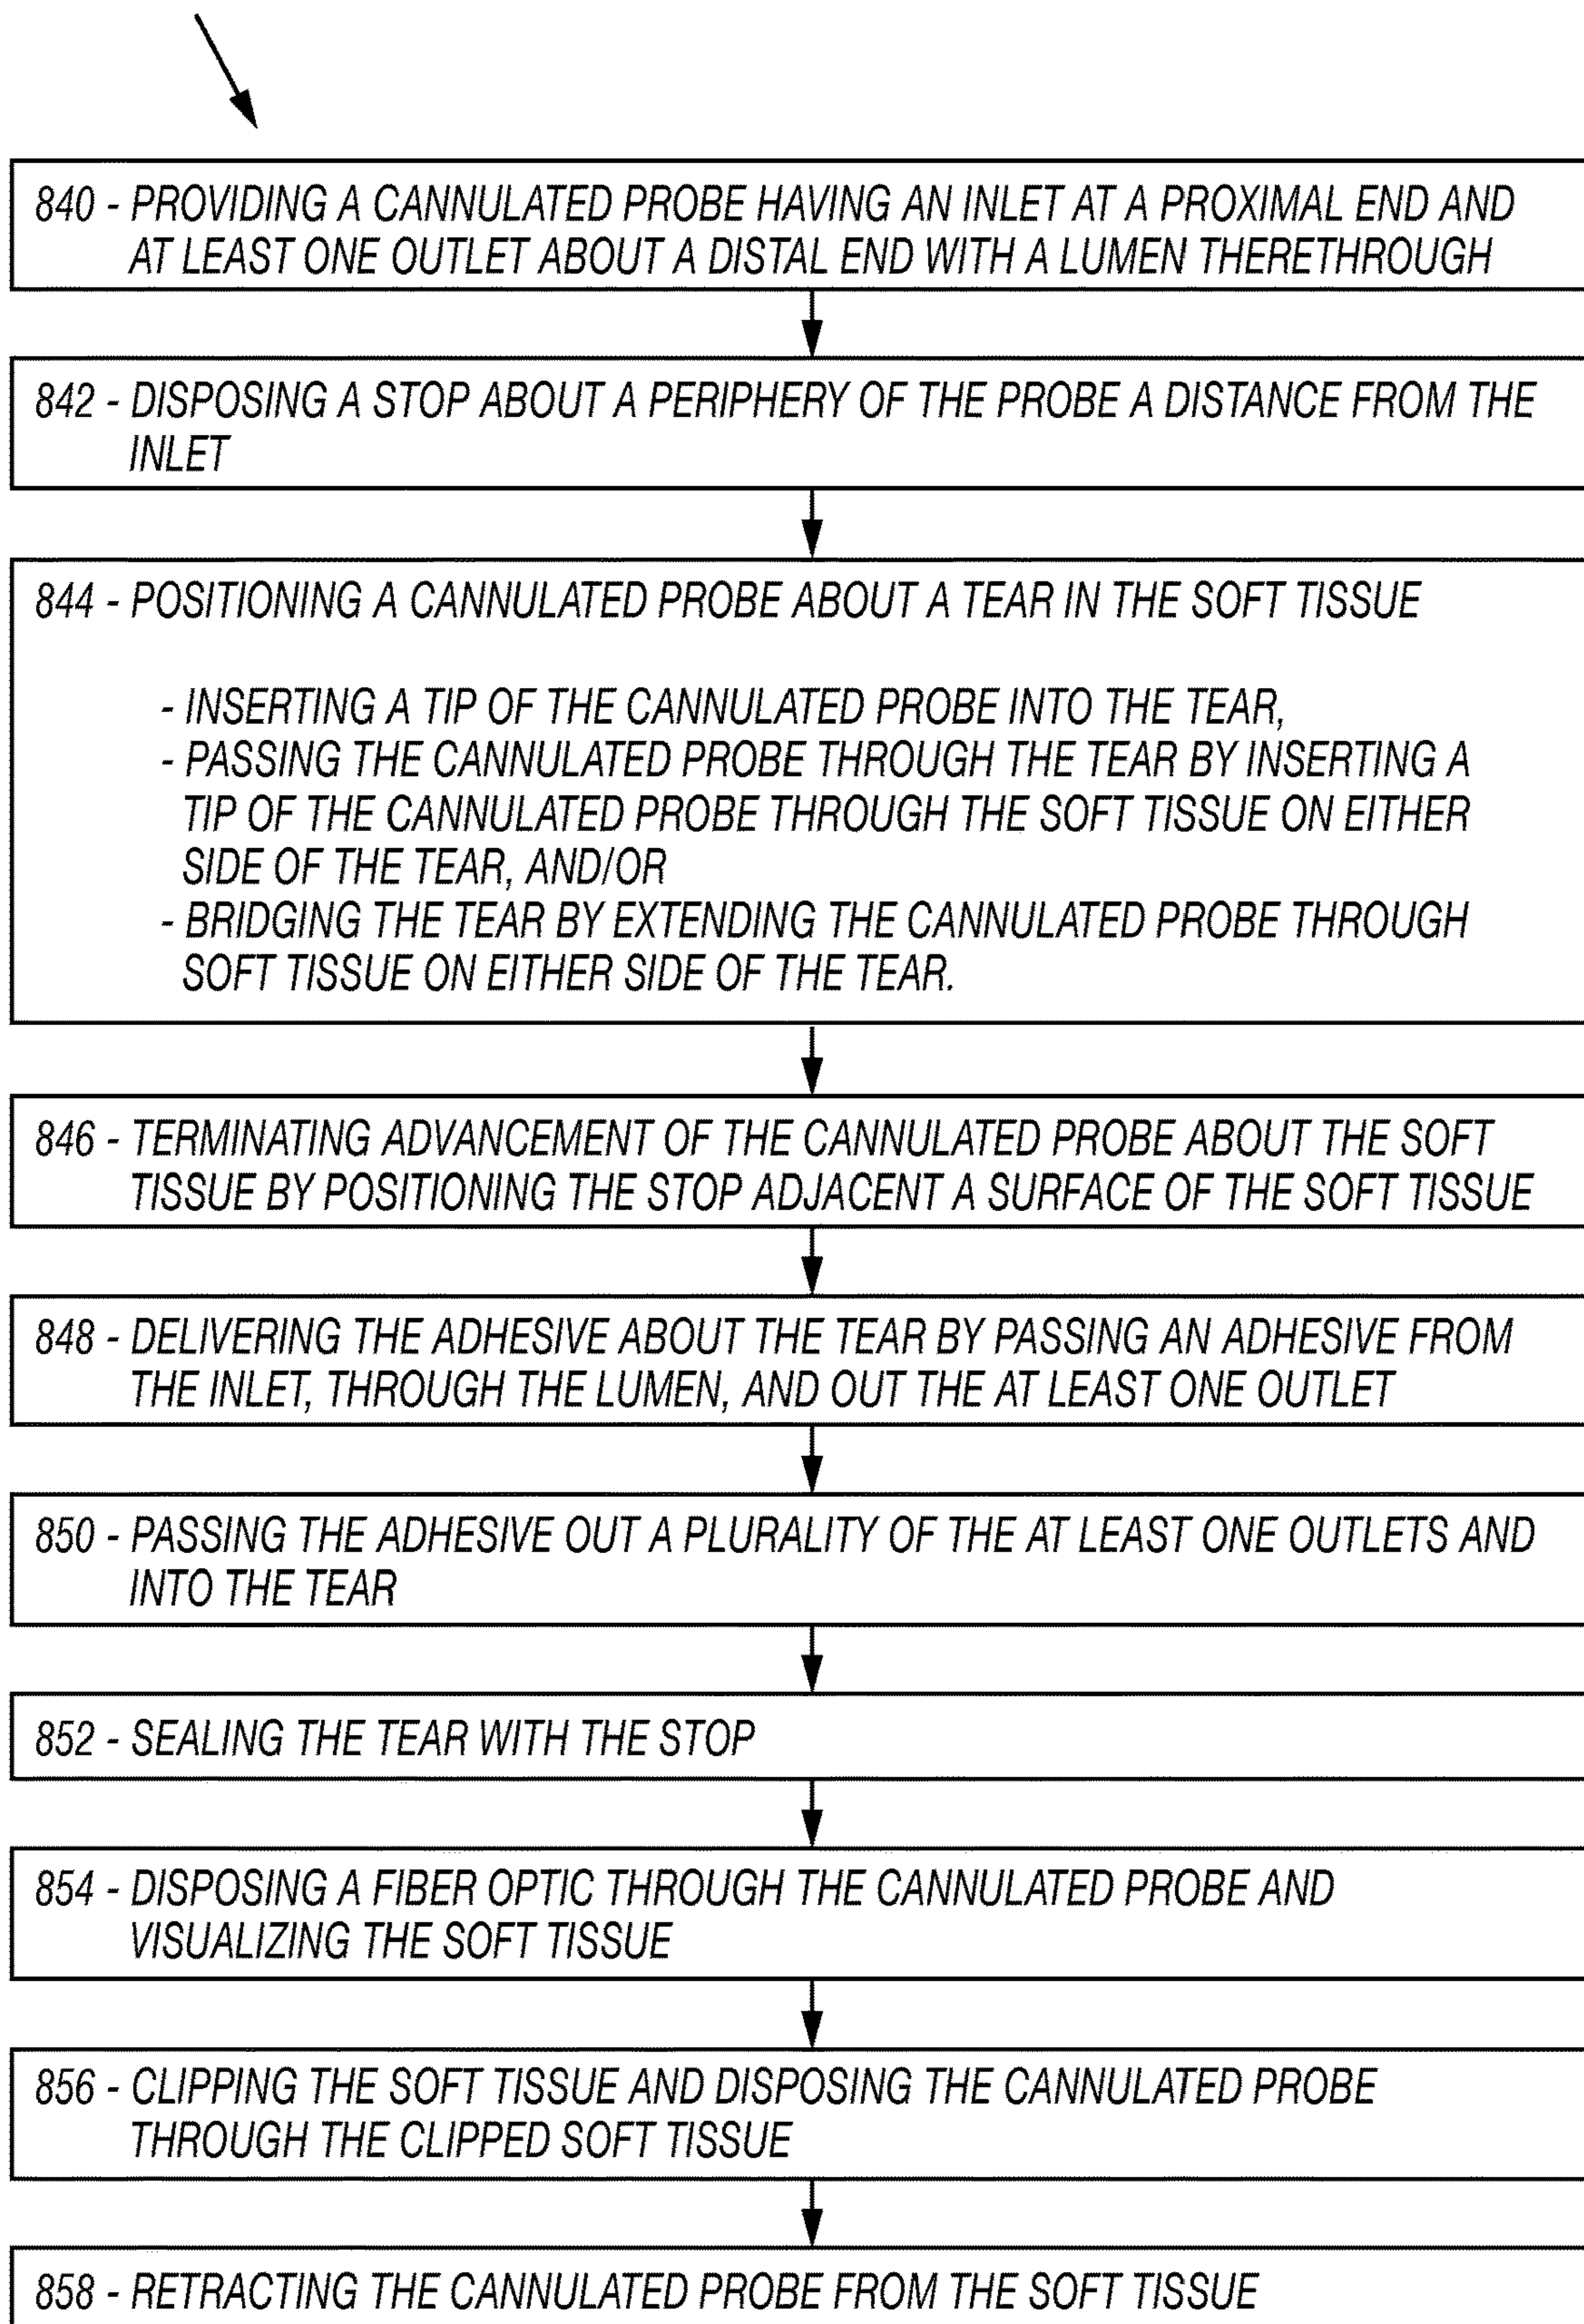 840 - PROVIDING A CANNULATED PROBE HAVING AN INLET AT A PROXIMAL END AND
AT LEAST ONE OUTLET ABOUT A DISTAL END WITH A LUMEN THERETHROUGH
842 - DISPOSING A STOP ABOUT A PERIPHERY OF THE PROBE A DISTANCE FROM THE
INLET
844 - POSITIONING A CANNULATED PROBE ABOUT A TEAR IN THE SOFT TISSUE
- INSERTING A TIP OF THE CANNULATED PROBE INTO THE TEAR,
- PASSING THE CANNULATED PROBE THROUGH THE TEAR BY INSERTING A
TIP OF THE CANNULATED PROBE THROUGH THE SOFT TISSUE ON EITHER
SIDE OF THE TEAR, AND/OR
- BRIDGING THE TEAR BY EXTENDING THE CANNULATED PROBE THROUGH
SOFT TISSUE ON EITHER SIDE OF THE TEAR.
846 - TERMINATING ADVANCEMENT OF THE CANNULATED PROBE ABOUT THE SOFT
TISSUE BY POSITIONING THE STOP ADJACENT A SURFACE OF THE SOFT TISSUE
848 - DELIVERING THE ADHESIVE ABOUT THE TEAR BY PASSING AN ADHESIVE FROM
THE INLET, THROUGH THE LUMEN, AND OUT THE AT LEAST ONE OUTLET
850 - PASSING THE ADHESIVE OUT A PLURALITY OF THE AT LEAST ONE OUTLETS AND
INTO THE TEAR
852 - SEALING THE TEAR WITH THE STOP
854 - DISPOSING A FIBER OPTIC THROUGH THE CANNULATED PROBE AND
VISUALIZING THE SOFT TISSUE
856 - CLIPPING THE SOFT TISSUE AND DISPOSING THE CANNULATED PROBE
THROUGH THE CLIPPED SOFT TISSUE
858 - RETRACTING THE CANNULATED PROBE FROM THE SOFT TISSUE